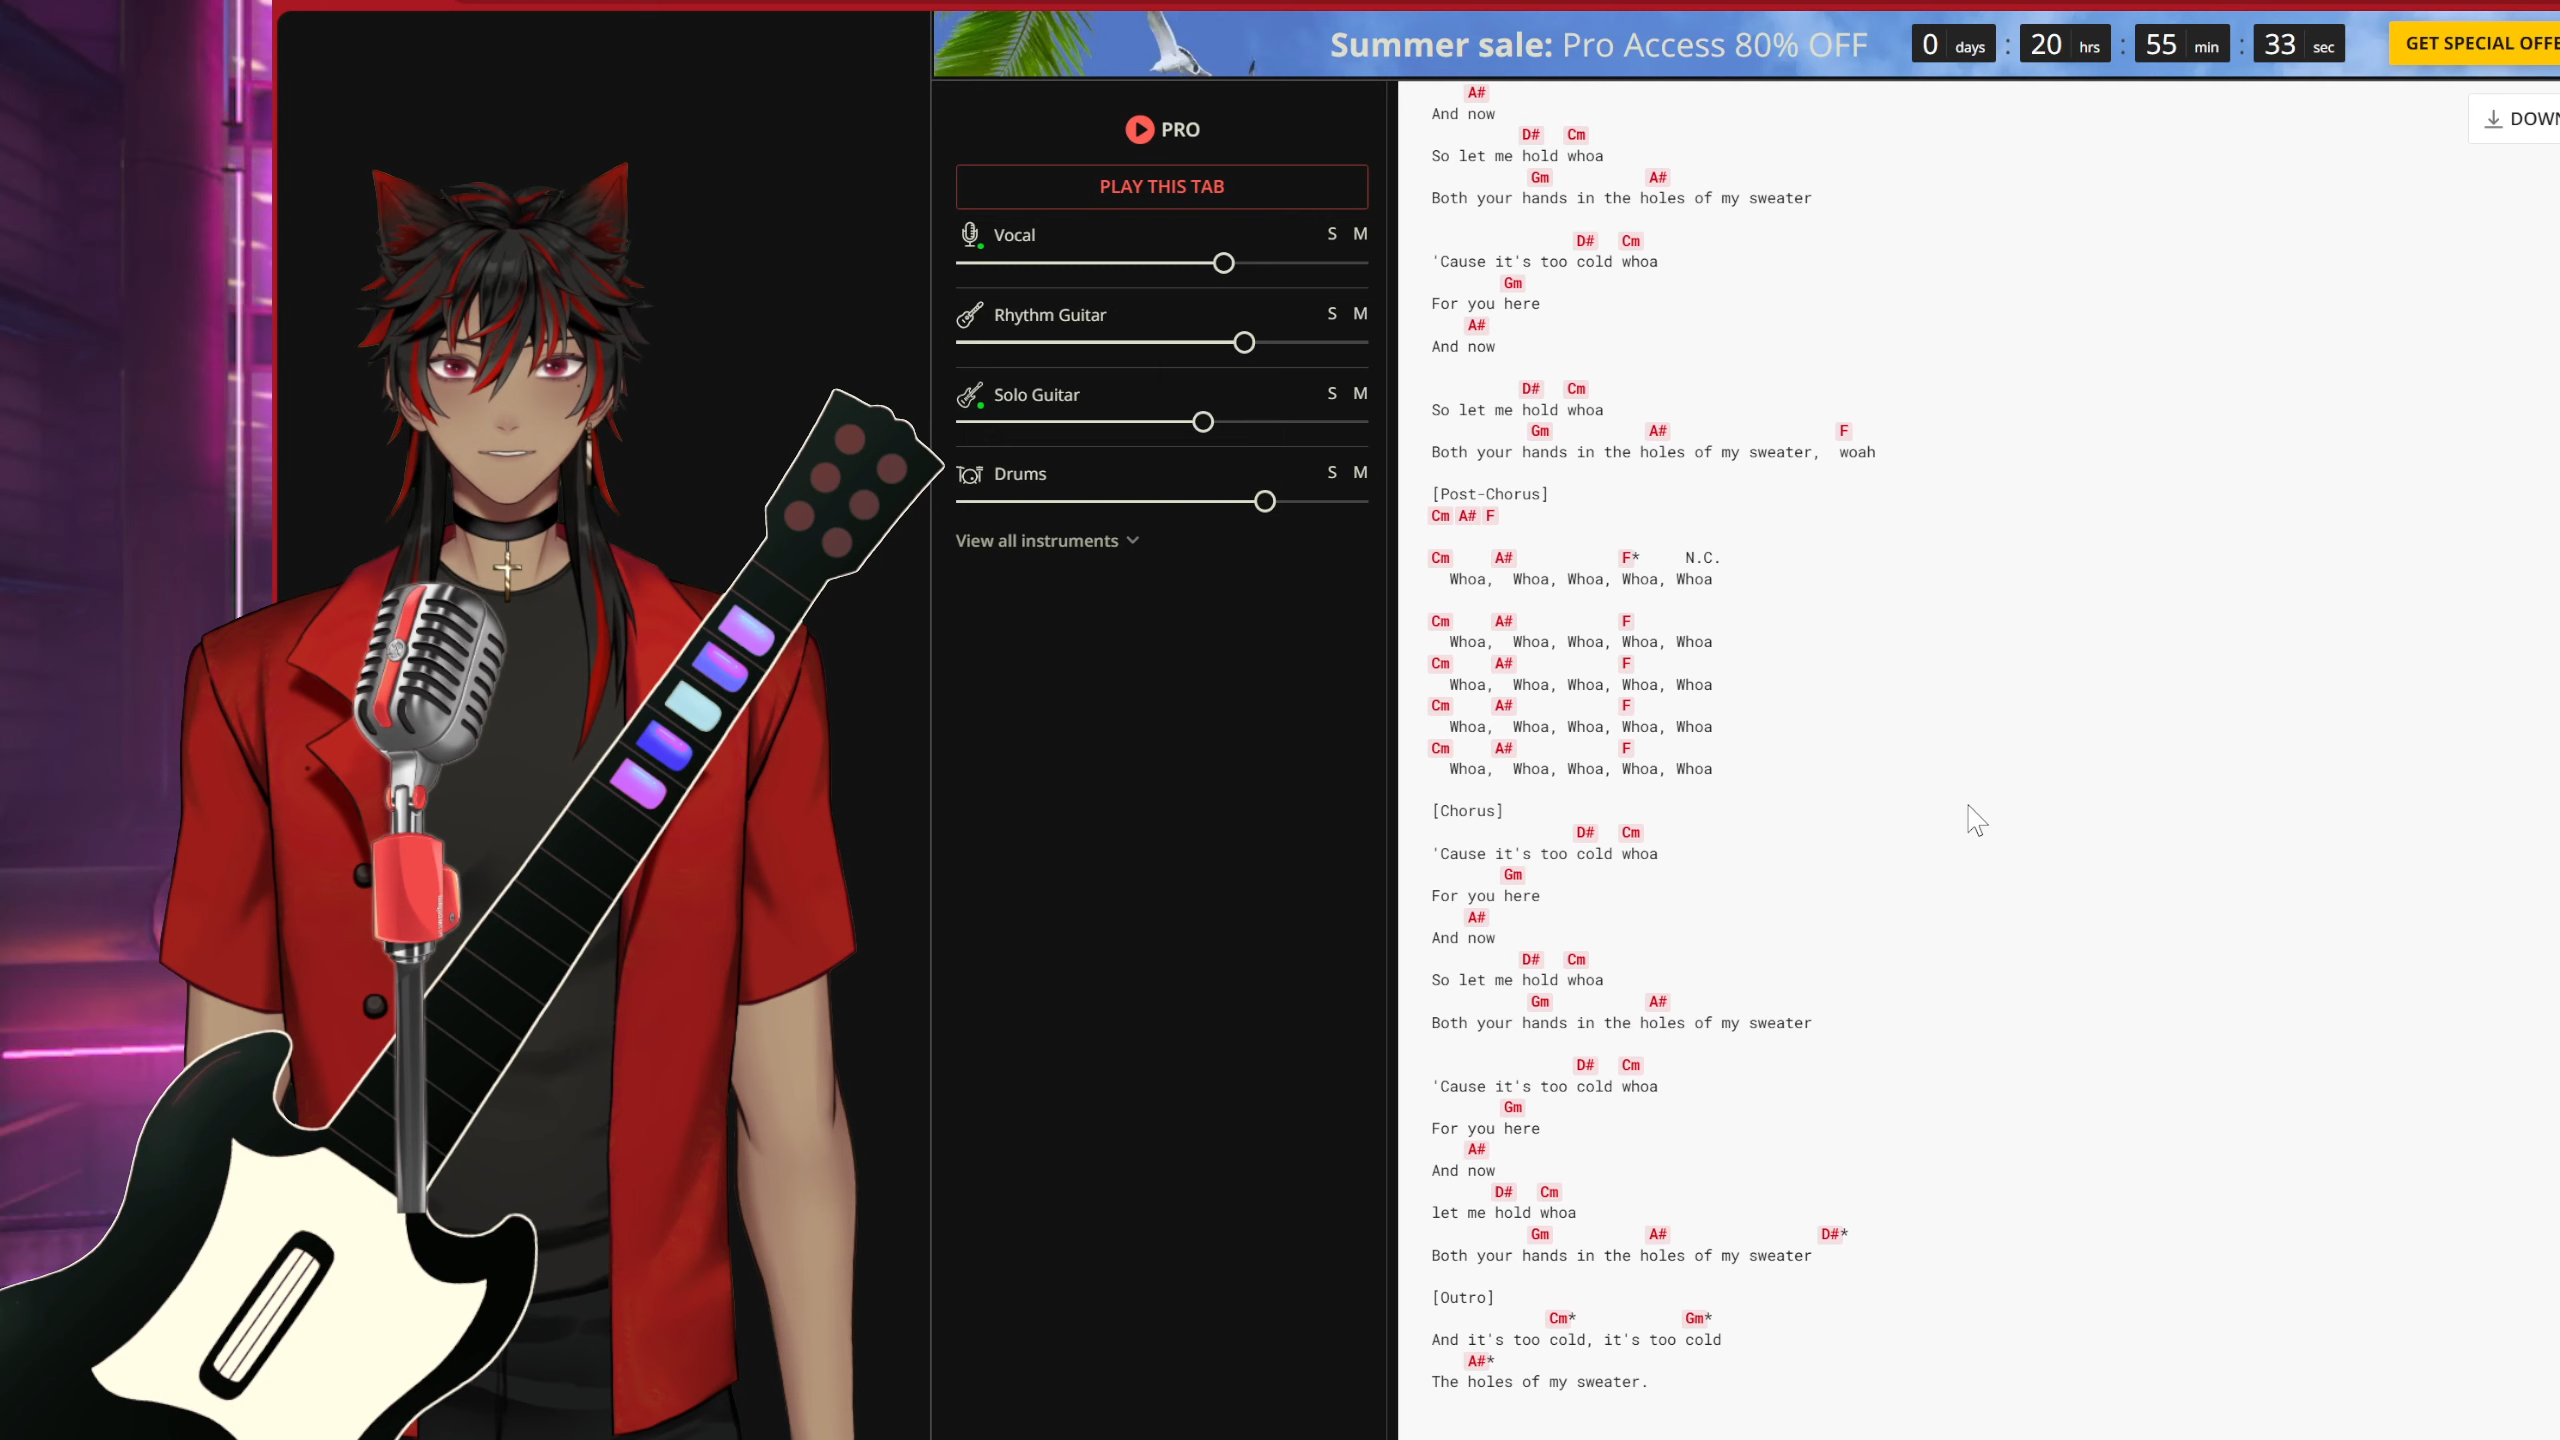 Summer sale: Pro Access 80% OFF
0 days : 20 hrs : 55 min : 33 sec
GET SPECIAL OFFE
PRO
PLAY THIS TAB
Vocal S M
Rhythm Guitar S M
Solo Guitar S M
Drums S M
View all instruments
DOWN
A#
And now
D# Cm
So let me hold whoa
Gm A#
Both your hands in the holes of my sweater
D# Cm
'Cause it's too cold whoa
Gm
For you here
A#
And now
D# Cm
So let me hold whoa
Gm A# F
Both your hands in the holes of my sweater, woah
[Post-Chorus]
Cm A# F
Cm A# F* N.C.
Whoa, Whoa, Whoa, Whoa, Whoa
Cm A# F
Whoa, Whoa, Whoa, Whoa, Whoa
Cm A# F
Whoa, Whoa, Whoa, Whoa, Whoa
Cm A# F
Whoa, Whoa, Whoa, Whoa, Whoa
Cm A# F
Whoa, Whoa, Whoa, Whoa, Whoa
[Chorus]
D# Cm
'Cause it's too cold whoa
Gm
For you here
A#
And now
D# Cm
So let me hold whoa
Gm A#
Both your hands in the holes of my sweater
D# Cm
'Cause it's too cold whoa
Gm
For you here
A#
And now
D# Cm
let me hold whoa
Gm A# D#*
Both your hands in the holes of my sweater
[Outro]
Cm* Gm*
And it's too cold, it's too cold
A#*
The holes of my sweater.